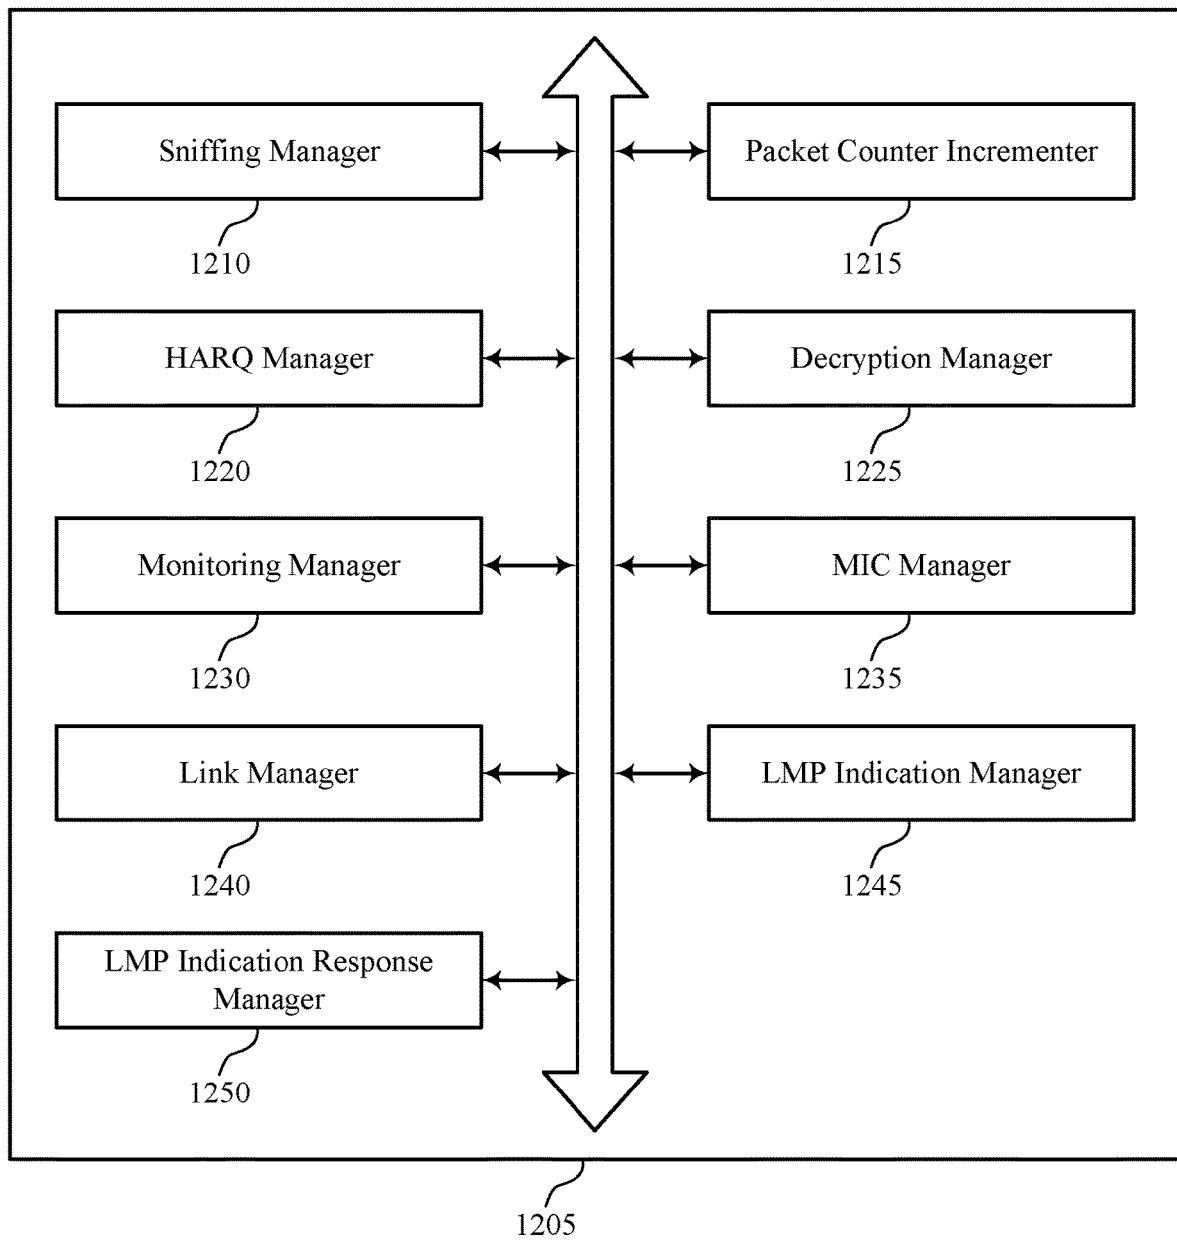 Sniffing Manager
Packet Counter Incrementer
1210
1215
HARQ Manager
Decryption Manager
1220
1225
Monitoring Manager
MIC Manager
1230
1235
Link Manager
LMP Indication Manager
1240
1245
LMP Indication Response
Manager
1250
1205